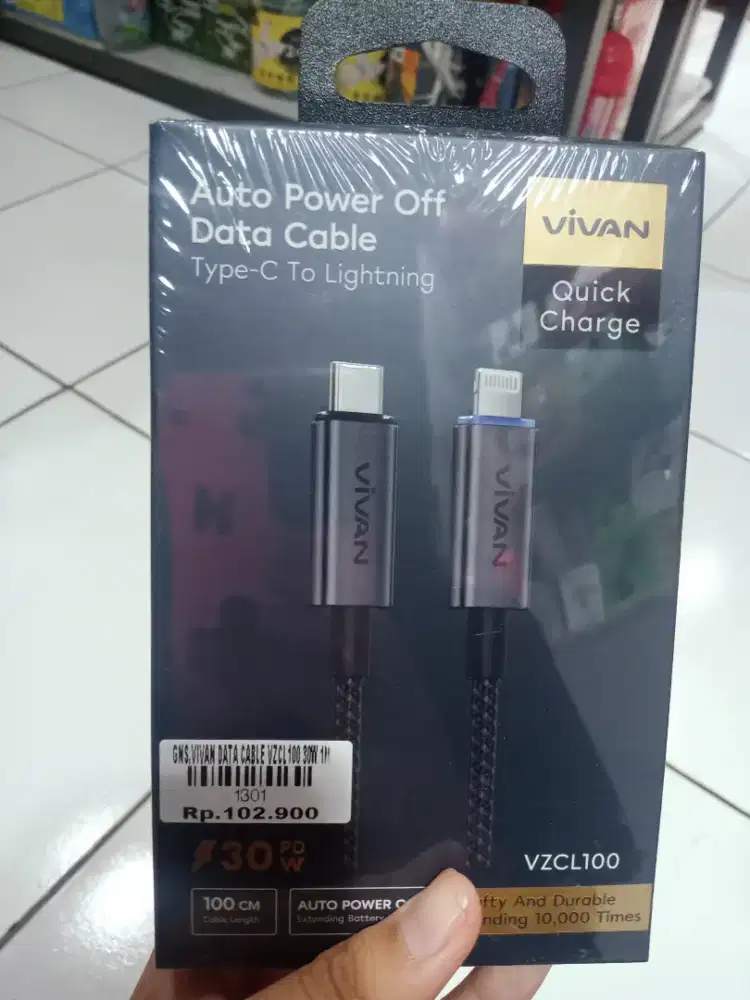 Auto Power Off
Data Cable
Type-C To Lightning
VIVAN
Quick
Charge
VIVAN
VIVAN
GNS.VIVAN DATA CABLE VZCL100 30W 1M
1301
Rp.102.900
30 PD
W
VZCL100
100 CM
Cable Length
AUTO POWER
Extending Battery
And Durable
10,000 Times